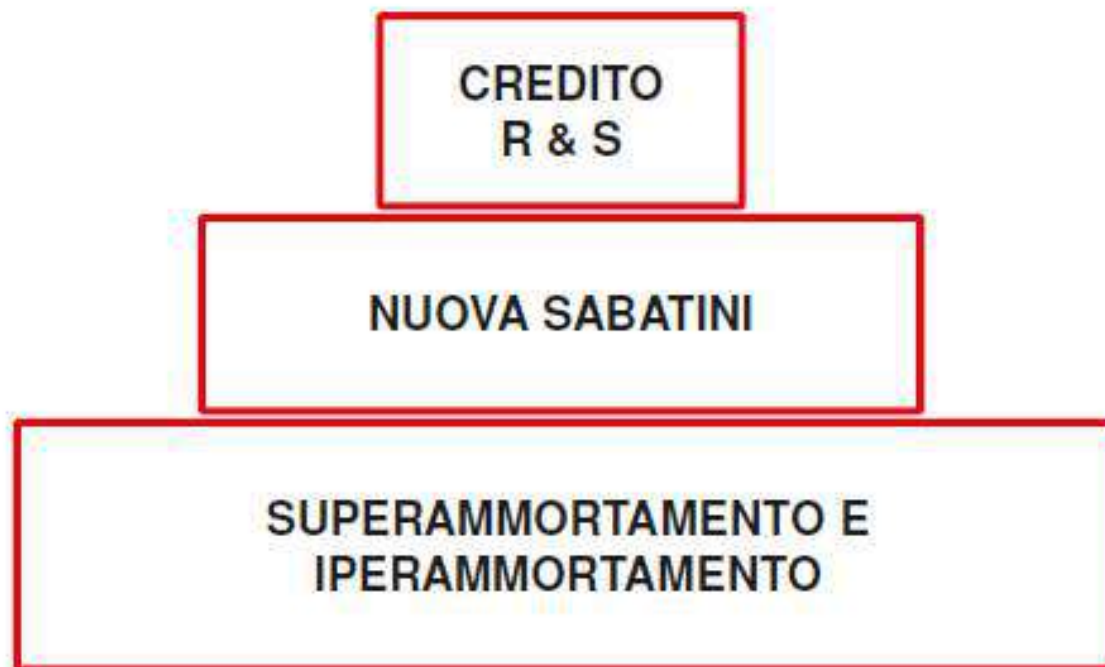 CREDITO
R & S
NUOVA SABATINI
SUPERAMMORTAMENTO E
IPERAMMORTAMENTO